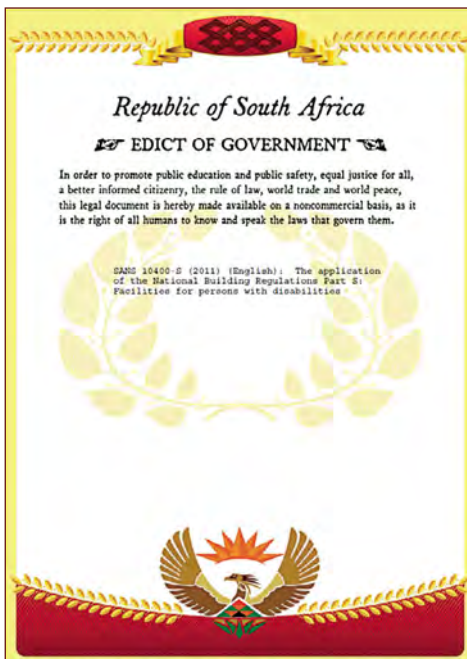 Republic of South Africa
EDICT OF GOVERNMENT
In order to promote public education and public safety, equal justice for all,
a better informed citizenry, the rule of law, world trade and world peace,
this legal document is hereby made available on a noncommercial basis, as it
is the right of all humans to know and speak the laws that govern them.
SANS 10400-S (2011) (English): The application
of the National Building Regulations Part S:
Facilities for persons with disabilities